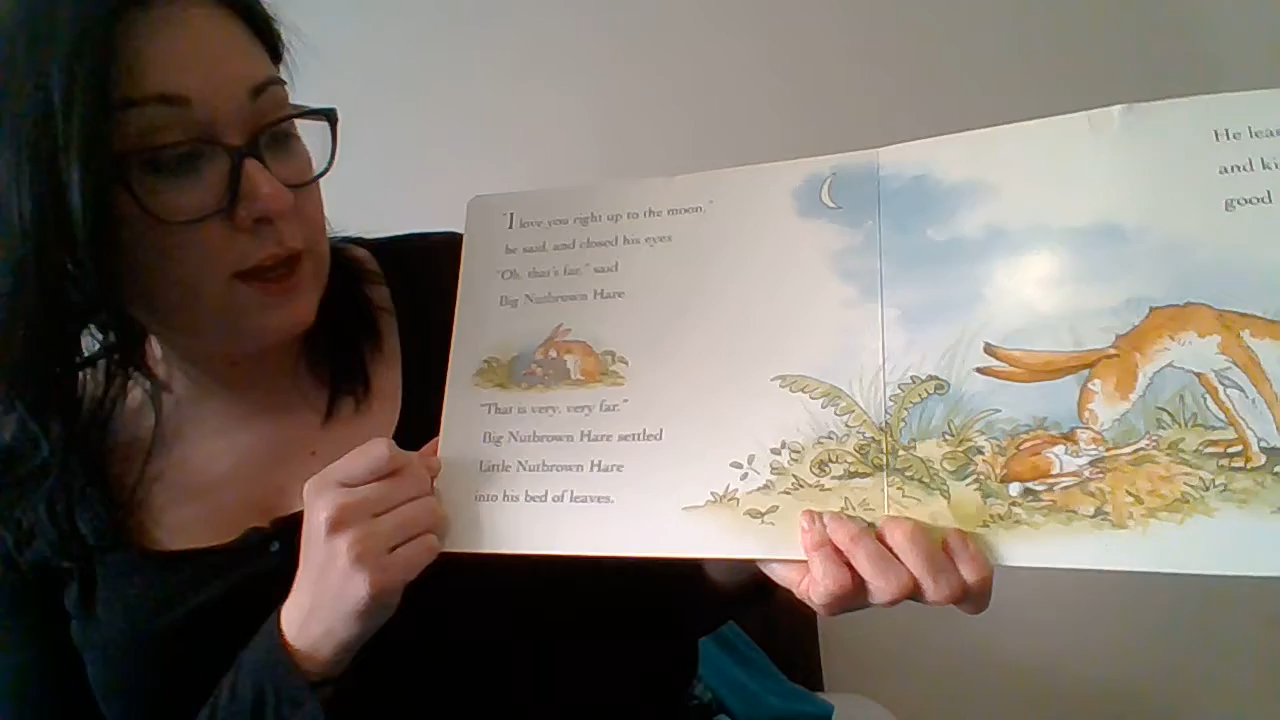 "I love you right up to the moon,"
he said, and closed his eyes
"Oh, that's far," said
Big Nutbrown Hare
"That is very, very far."
Big Nutbrown Hare settled
Little Nutbrown Hare
into his bed of leaves.
He
and
good